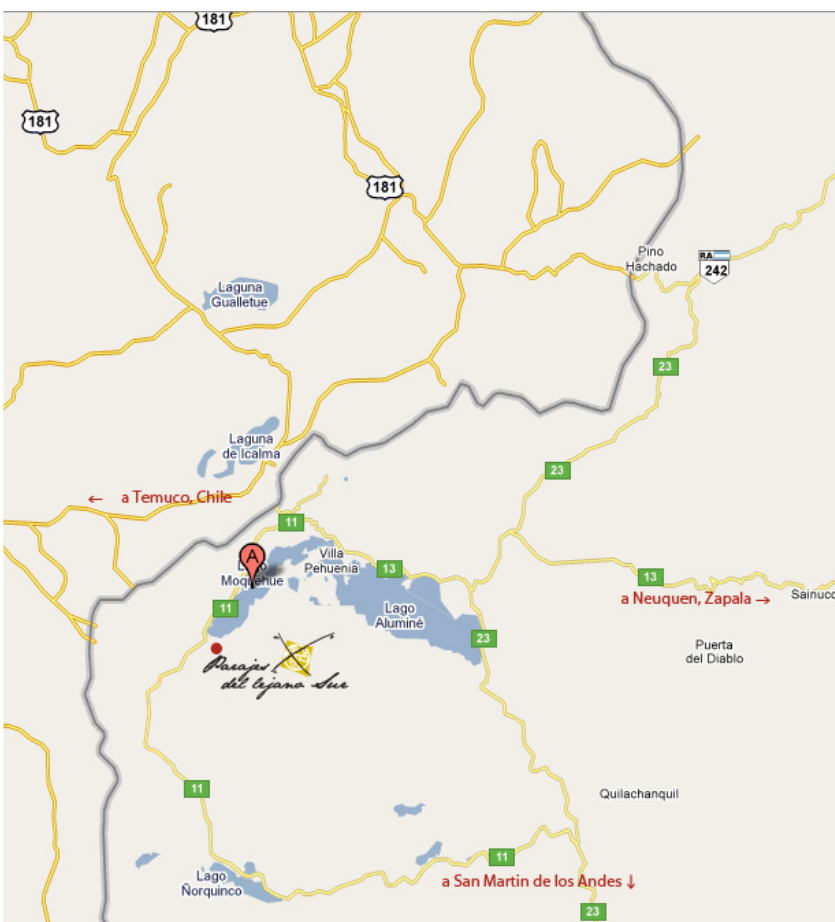 181
181
181
Pino
Hachado
RA
242
Laguna
Gualletue
23
Laguna
de Icalma
23
← a Temuco, Chile
11
A
Lago
Moquehue
Villa
Pehuenia
13
13
a Neuquen, Zapala →
Sainuco
11
Lago
Aluminé
23
Puerta
del Diablo
Parajes
del lejano Sur
11
Quilachanquil
11
Lago
Ñorquinco
a San Martin de los Andes ↓
23